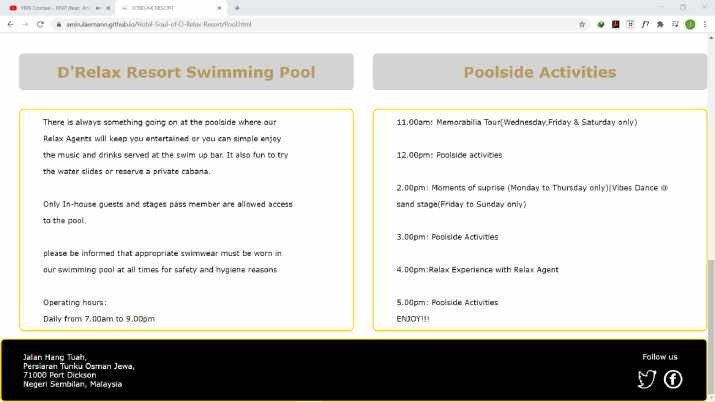 D'RELAX RESORT
amirulasmann.github.io/Hotel-Soul-of-D-Relax-Resort/Pool.html
D'Relax Resort Swimming Pool
There is always something going on at the poolside where our
Relax Agents will keep you entertained or you can simple enjoy
the music and drinks served at the swim up bar. It also fun to try
the water slides or reserve a private cabana.
Only In-house guests and stages pass member are allowed access
to the pool.
please be informed that appropriate swimwear must be worn in
our swimming pool at all times for safety and hygiene reasons
Operating hours:
Daily from 7.00am to 9.00pm
Poolside Activities
11.00am: Memorabilia Tour(Wednesday,Friday & Saturday only)
12.00pm: Poolside activities
2.00pm: Moments of suprise (Monday to Thursday only)|Vibes Dance @
sand stage(Friday to Sunday only)
3.00pm: Poolside Activities
4.00pm:Relax Experience with Relax Agent
5.00pm: Poolside Activities
ENJOY!!!
Jalan Hang Tuah,
Persiaran Tunku Osman Jewa,
71000 Port Dickson
Negeri Sembilan, Malaysia
Follow us